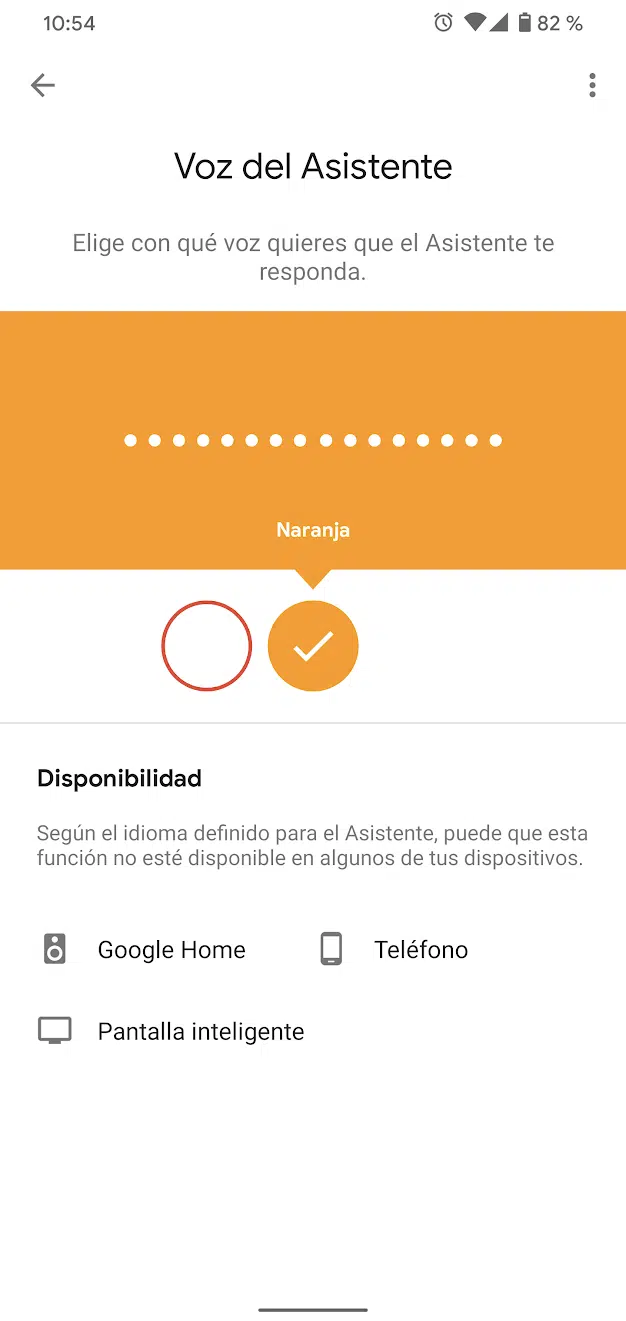 10:54
82 %
Voz del Asistente
Elige con qué voz quieres que el Asistente te
responda.
Naranja
Disponibilidad
Según el idioma definido para el Asistente, puede que esta
función no esté disponible en algunos de tus dispositivos.
Google Home
Teléfono
Pantalla inteligente